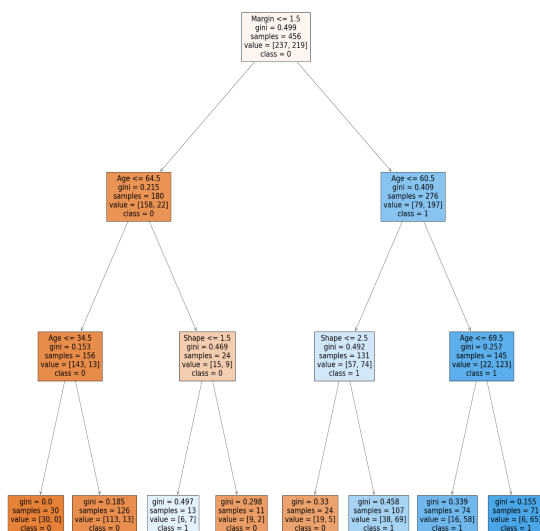 Margin <= 1.5
gini = 0.499
samples = 456
value = [237, 219]
class = 0
Age <= 64.5
gini = 0.215
samples = 180
value = [158, 22]
class = 0
Age <= 60.5
gini = 0.409
samples = 276
value = [79, 197]
class = 1
Age <= 34.5
gini = 0.153
samples = 156
value = [143, 13]
class = 0
Shape <= 1.5
gini = 0.469
samples = 24
value = [15, 9]
class = 0
Shape <= 2.5
gini = 0.492
samples = 131
value = [57, 74]
class = 1
Age <= 69.5
gini = 0.257
samples = 145
value = [22, 123]
class = 1
gini = 0.0
samples = 30
value = [30, 0]
class = 0
gini = 0.185
samples = 126
value = [113, 13]
class = 0
gini = 0.497
samples = 13
value = [6, 7]
class = 1
gini = 0.298
samples = 11
value = [9, 2]
class = 0
gini = 0.33
samples = 24
value = [19, 5]
class = 0
gini = 0.458
samples = 107
value = [38, 69]
class = 1
gini = 0.339
samples = 74
value = [16, 58]
class = 1
gini = 0.155
samples = 71
value = [6, 65]
class = 1